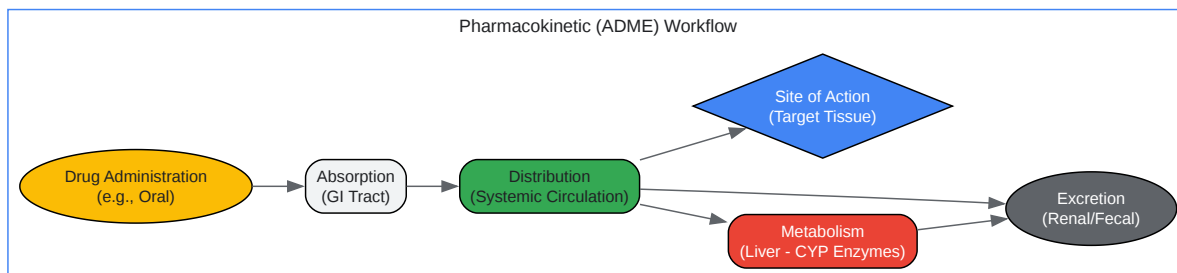 Pharmacokinetic (ADME) Workflow
Drug Administration
(e.g., Oral)
Absorption
(GI Tract)
Distribution
(Systemic Circulation)
Site of Action
(Target Tissue)
Metabolism
(Liver - CYP Enzymes)
Excretion
(Renal/Fecal)